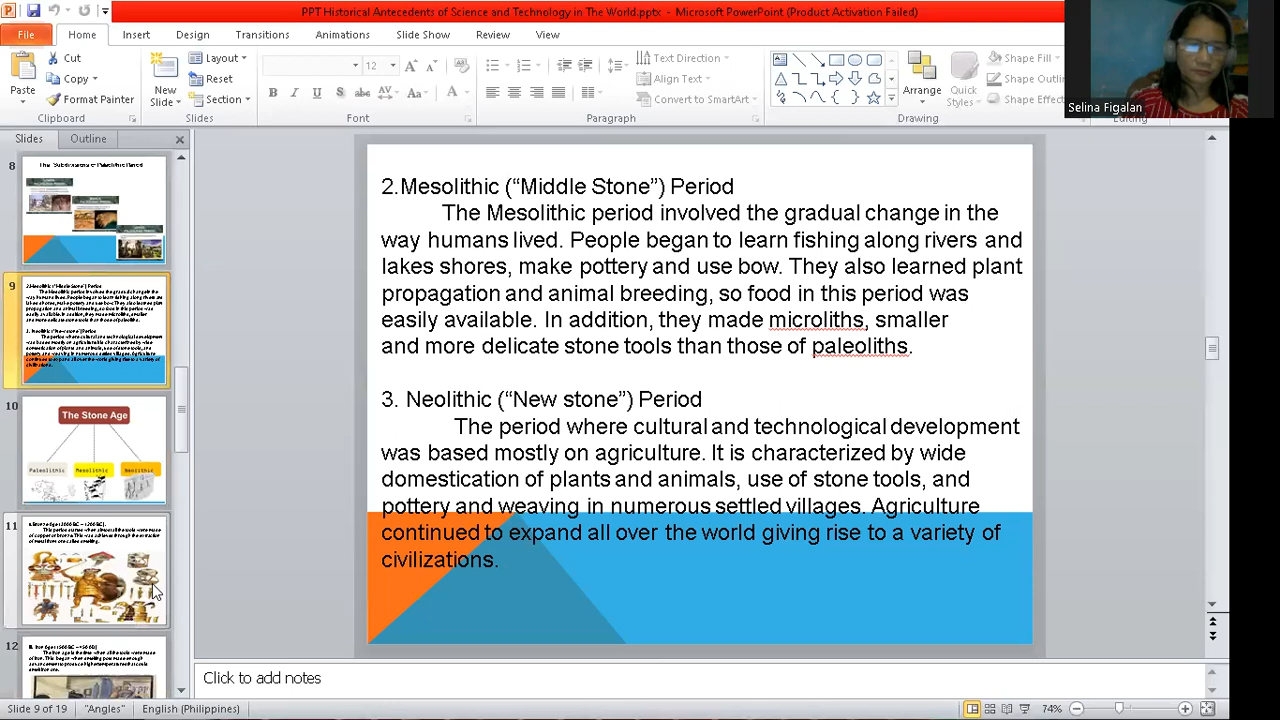 PPT Historical Antecedents of Science and Technology in The World.pptx - Microsoft PowerPoint (Product Activation Failed)
File Home Insert Design Transitions Animations Slide Show Review View
Cut
Copy
Format Painter
Paste
Clipboard
New
Slide
Layout
Reset
Section
Slides
12
Font
Text Direction
Align Text
Convert to SmartArt
Paragraph
Arrange
Quick
Styles
Shape Fill
Shape Outlin
Shape Effect
Drawing
Editing
Selina Figalan
Slides Outline
8
9
10
The Stone Age
Paleolithic Mesolithic Neolithic
11
12
2.Mesolithic (“Middle Stone”) Period
The Mesolithic period involved the gradual change in the
way humans lived. People began to learn fishing along rivers and
lakes shores, make pottery and use bow. They also learned plant
propagation and animal breeding, so food in this period was
easily available. In addition, they made microliths, smaller
and more delicate stone tools than those of paleoliths.
3. Neolithic (“New stone”) Period
The period where cultural and technological development
was based mostly on agriculture. It is characterized by wide
domestication of plants and animals, use of stone tools, and
pottery and weaving in numerous settled villages. Agriculture
continued to expand all over the world giving rise to a variety of
civilizations.
Click to add notes
Slide 9 of 19 "Angles" English (Philippines) 74%